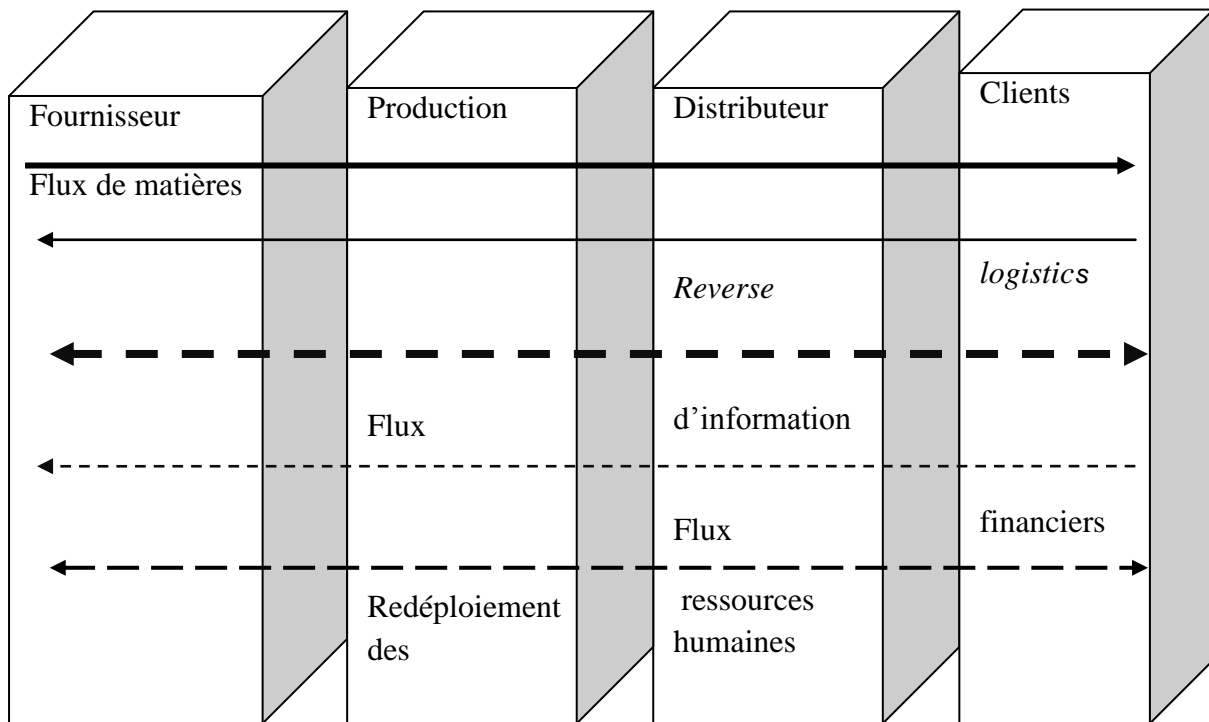 Fournisseur
Production
Distributeur
Clients
Flux de matières
Reverse
logistics
Flux
d’information
Flux
financiers
Redéploiement
des
ressources
humaines